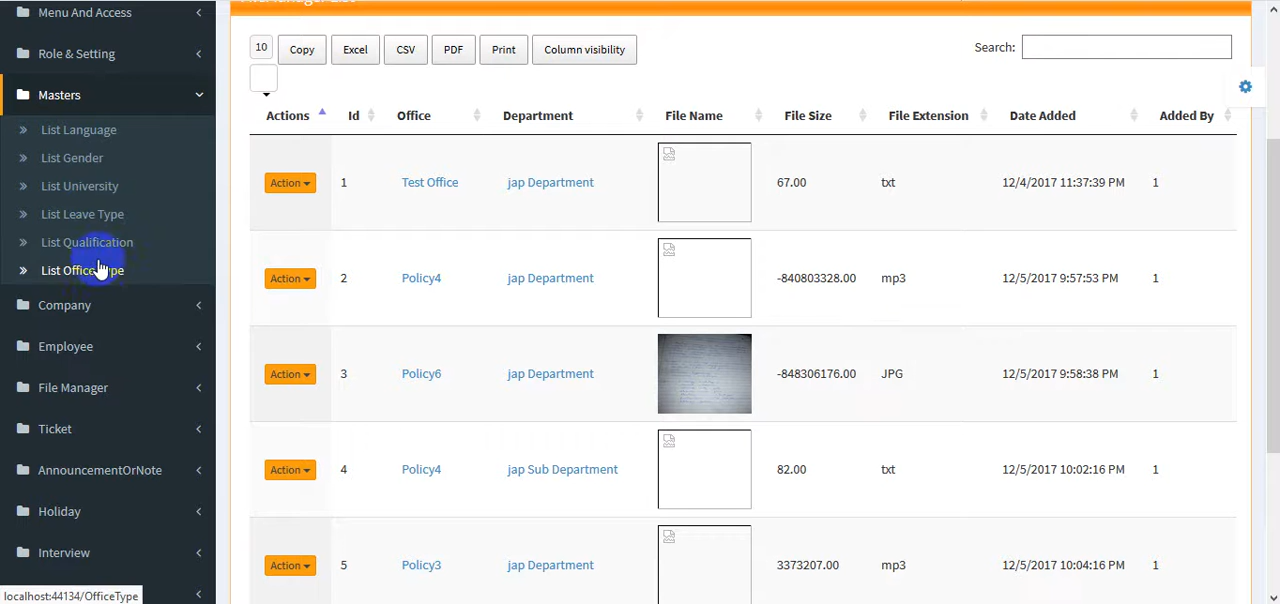 Menu And Access
Role & Setting
Masters
List Language
List Gender
List University
List Leave Type
List Qualification
List Office Type
Company
Employee
File Manager
Ticket
AnnouncementOrNote
Holiday
Interview
localhost:44134/OfficeType
10 Copy Excel CSV PDF Print Column visibility Search:
Actions Id Office Department File Name File Size File Extension Date Added Added By
Action 1 Test Office jap Department 67.00 txt 12/4/2017 11:37:39 PM 1
Action 2 Policy4 jap Department -840803328.00 mp3 12/5/2017 9:57:53 PM 1
Action 3 Policy6 jap Department -848306176.00 JPG 12/5/2017 9:58:38 PM 1
Action 4 Policy4 jap Sub Department 82.00 txt 12/5/2017 10:02:16 PM 1
Action 5 Policy3 jap Department 3373207.00 mp3 12/5/2017 10:04:16 PM 1